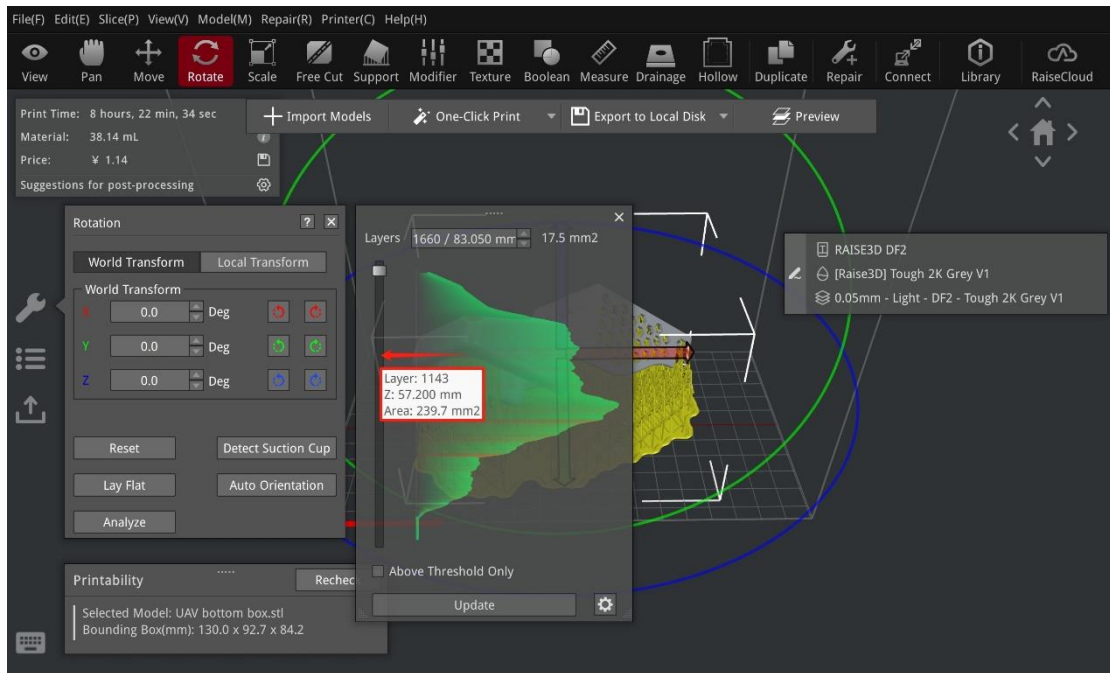 File(F) Edit(E) Slice(P) View(V) Model(M) Repair(R) Printer(C) Help(H)
View Pan Move Rotate Scale Free Cut Support Modifier Texture Boolean Measure Drainage Hollow Duplicate Repair Connect Library RaiseCloud
Print Time: 8 hours, 22 min, 34 sec
Material: 38.14 mL
Price: ¥ 1.14
Suggestions for post-processing
Import Models One-Click Print Export to Local Disk Preview
Rotation ? X
World Transform Local Transform
World Transform
X 0.0 Deg
Y 0.0 Deg
Z 0.0 Deg
Reset Detect Suction Cup
Lay Flat Auto Orientation
Analyze
Layers 1660 / 83.050 mm 17.5 mm2
Layer: 1143
Z: 57.200 mm
Area: 239.7 mm2
Above Threshold Only
Update
RAISE3D DF2
[Raise3D] Tough 2K Grey V1
0.05mm - Light - DF2 - Tough 2K Grey V1
Printability Rechec
Selected Model: UAV bottom box.stl
Bounding Box(mm): 130.0 x 92.7 x 84.2